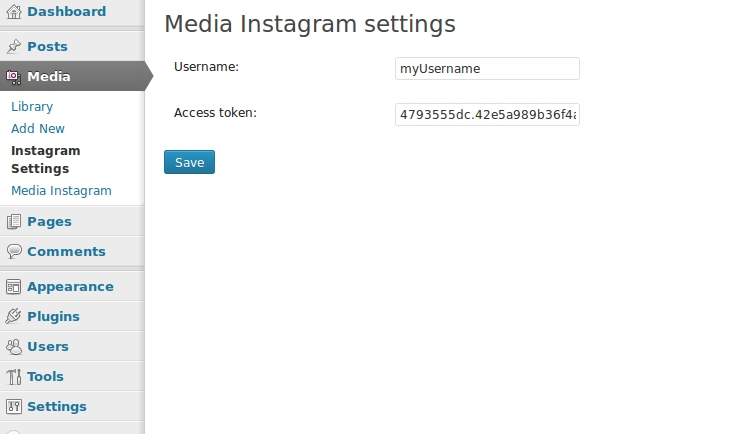 Dashboard
Posts
Media
Library
Add New
Instagram
Settings
Media Instagram
Pages
Comments
Appearance
Plugins
Users
Tools
Settings
Media Instagram settings
Username:
myUsername
Access token:
4793555dc.42e5a989b36f4a
Save